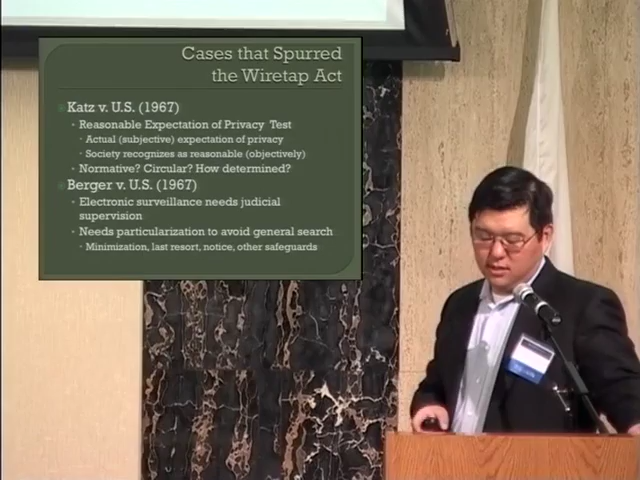 Cases that Spurred
the Wiretap Act
Katz v. U.S. (1967)
Reasonable Expectation of Privacy Test
Actual (subjective) expectation of privacy
Society recognizes as reasonable (objectively)
Normative? Circular? How determined?
Berger v. U.S. (1967)
Electronic surveillance needs judicial
supervision
Needs particularization to avoid general search
Minimization, last resort, notice, other safeguards